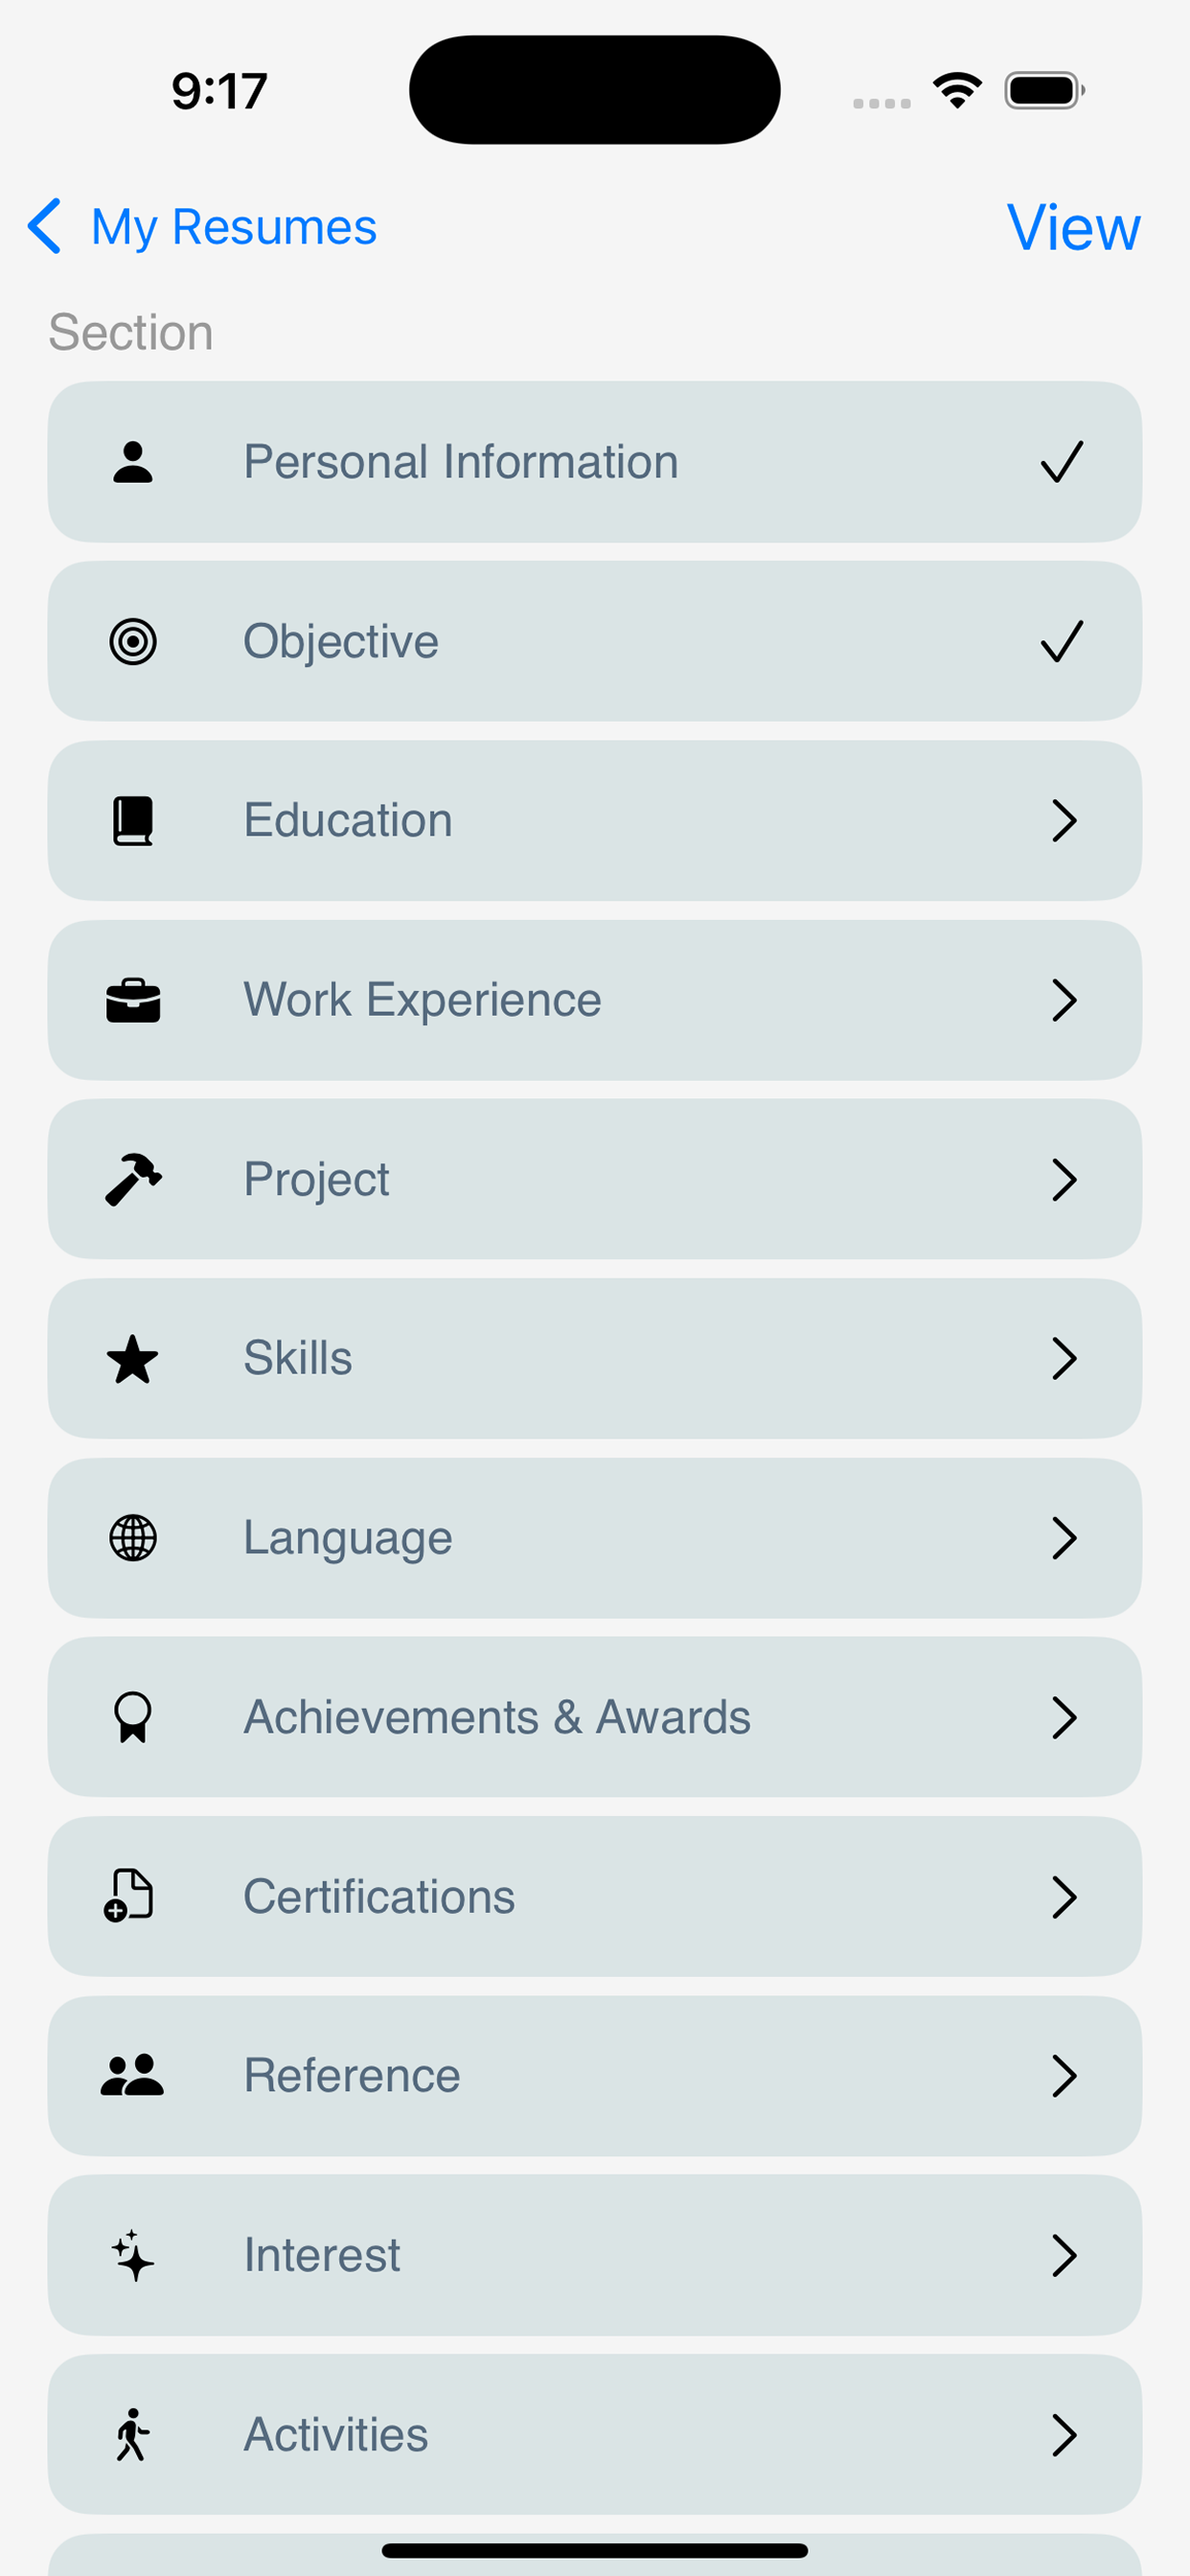 9:17
My Resumes
View
Section
Personal Information
Objective
Education
Work Experience
Project
Skills
Language
Achievements & Awards
Certifications
Reference
Interest
Activities